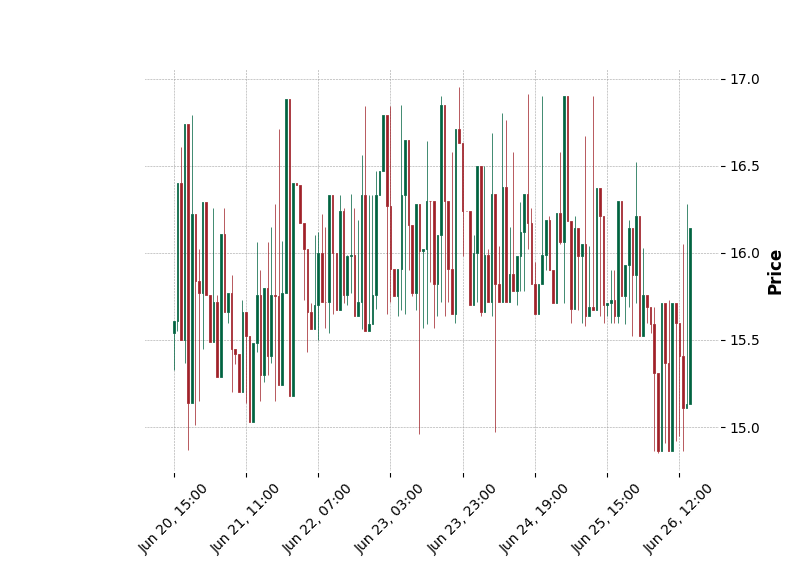 17.0
16.5
16.0
15.5
15.0
Price
Jun 20, 15:00
Jun 21, 11:00
Jun 22, 07:00
Jun 23, 03:00
Jun 23, 23:00
Jun 24, 19:00
Jun 25, 15:00
Jun 26, 12:00